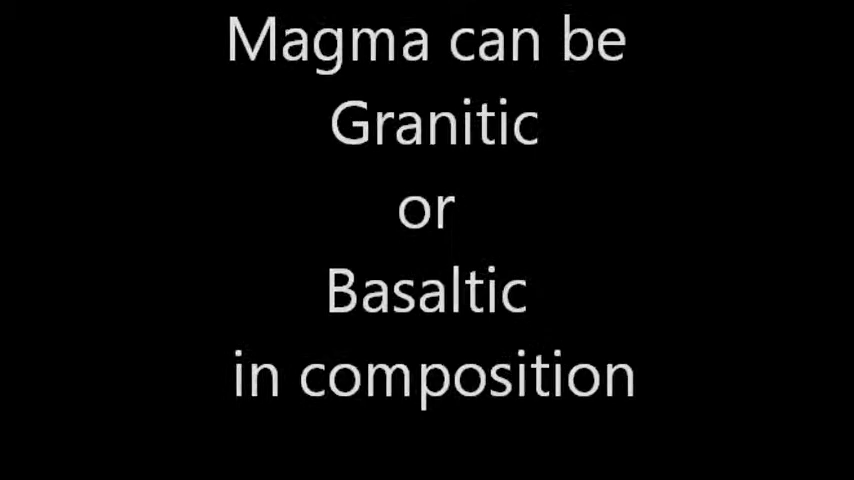 Magma can be
Granitic
or
Basaltic
in composition